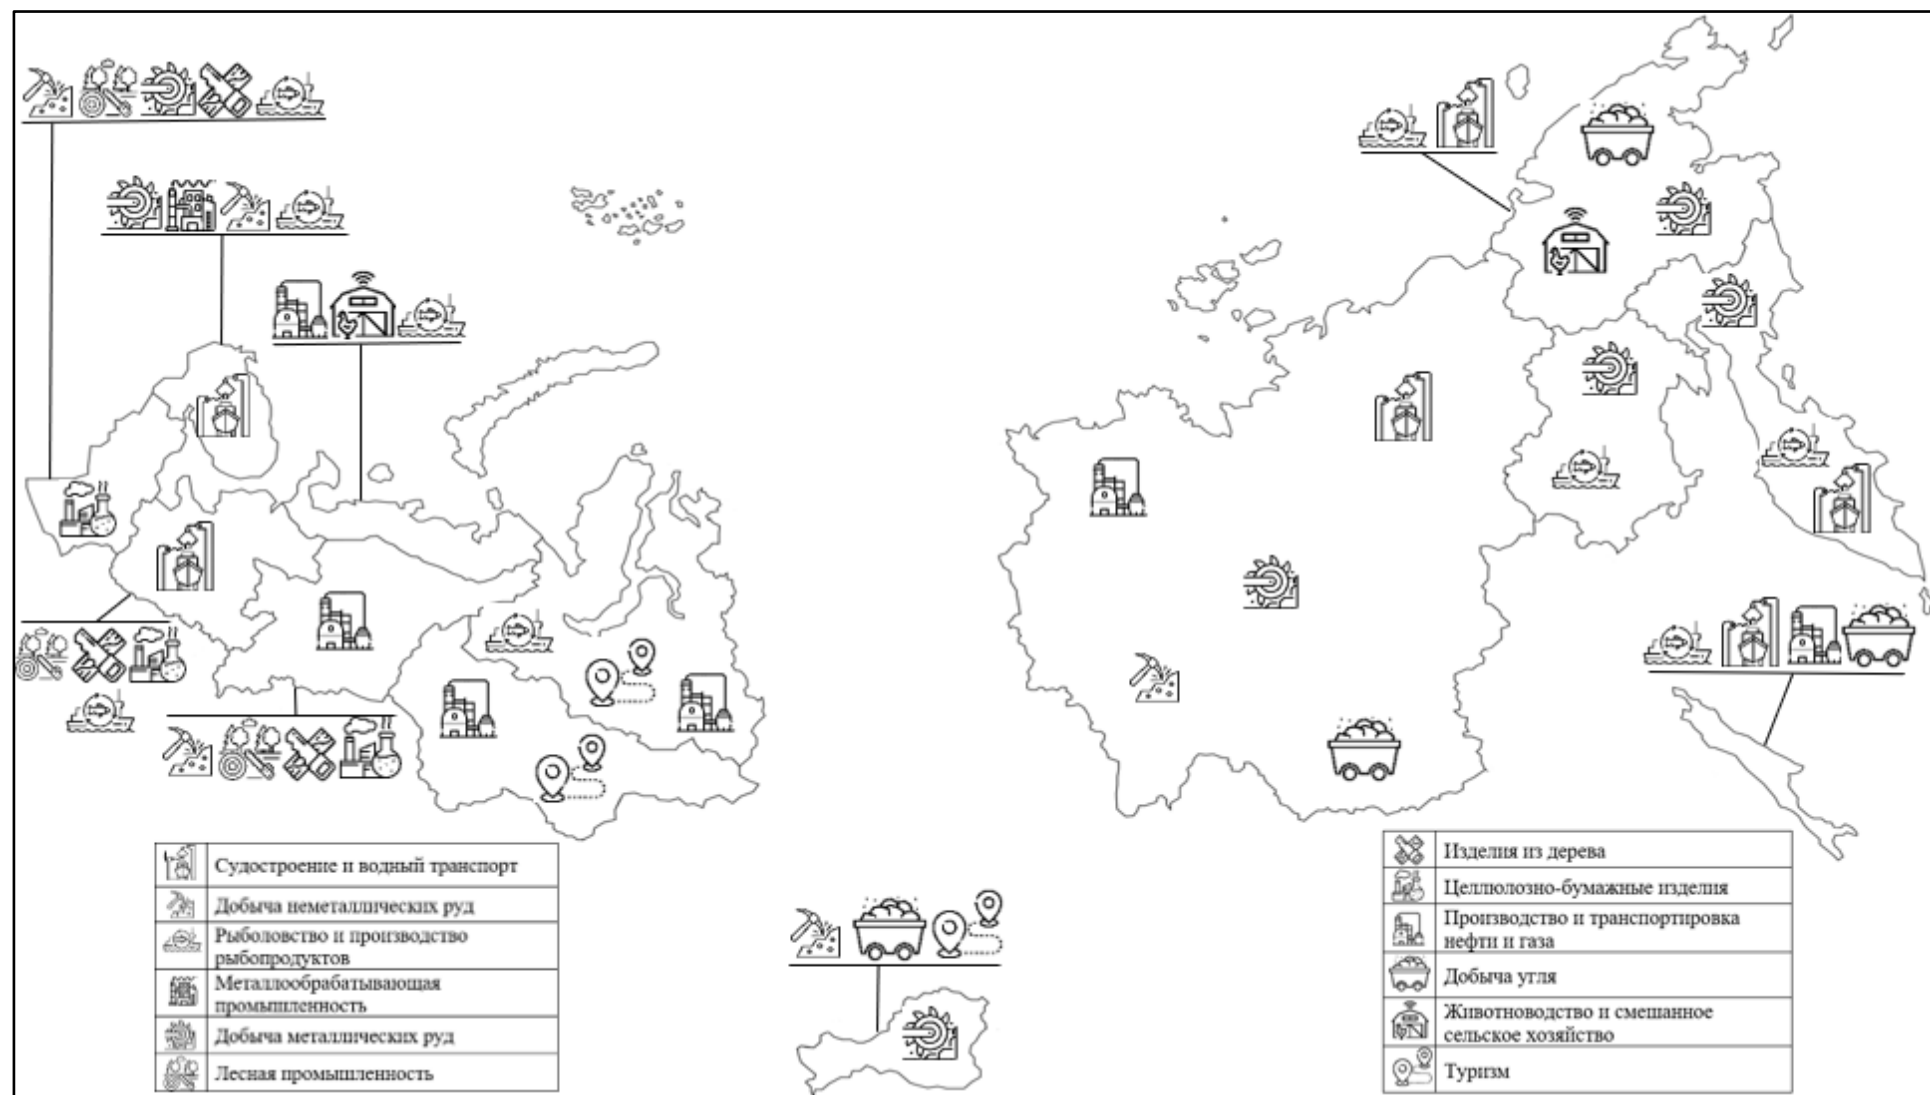 Судостроение и водный транспорт
Добыча неметаллических руд
Рыболовство и производство
рыбопродуктов
Металлообрабатывающая
промышленность
Добыча металлических руд
Лесная промышленность
Изделия из дерева
Целлюлозно-бумажные изделия
Производство и транспортировка
нефти и газа
Добыча угля
Животноводство и смешанное
сельское хозяйство
Туризм